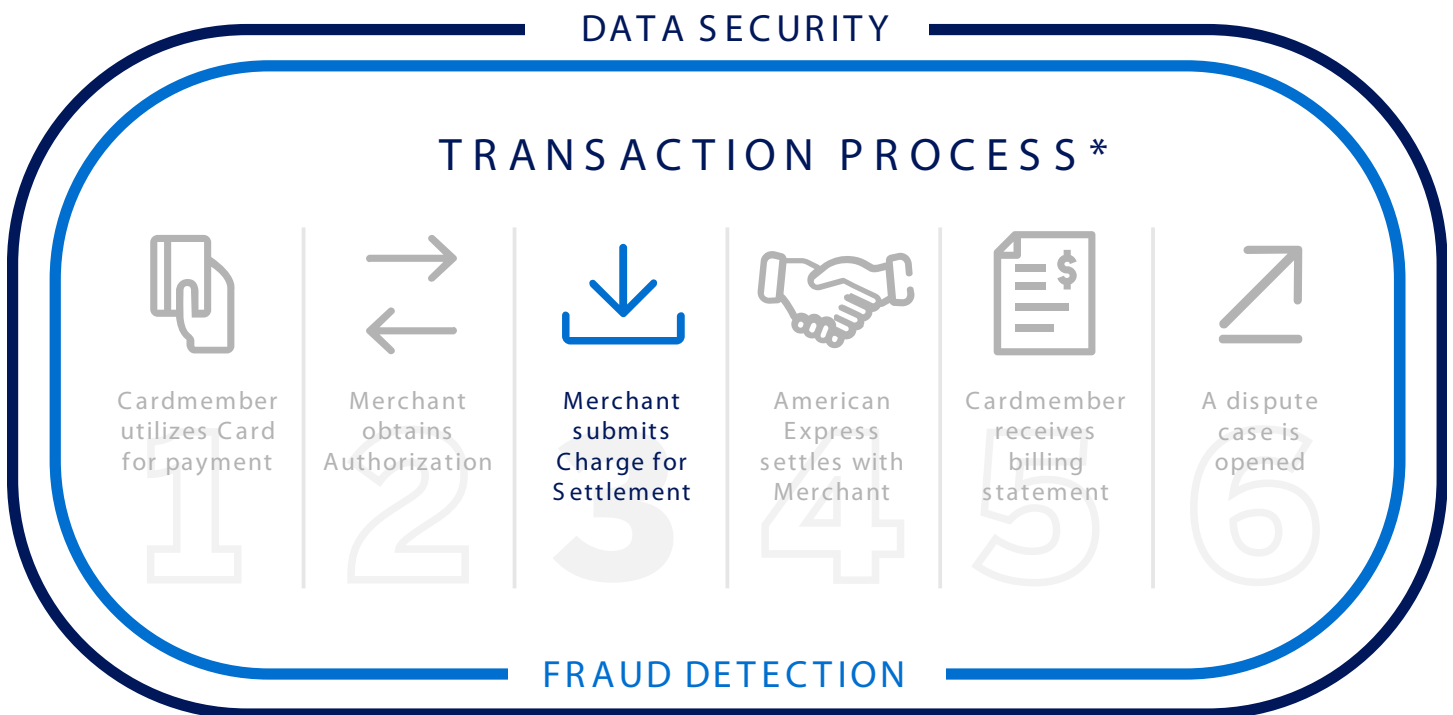 DATA SECURITY
TRANSACTION PROCESS*
Cardmember
utilizes Card
for payment
1
Merchant
obtains
Authorization
2
Merchant
submits
Charge for
Settlement
3
American
Express
settles with
Merchant
4
$
Cardmember
receives
billing
statement
5
A dispute
case is
opened
6
FRAUD DETECTION